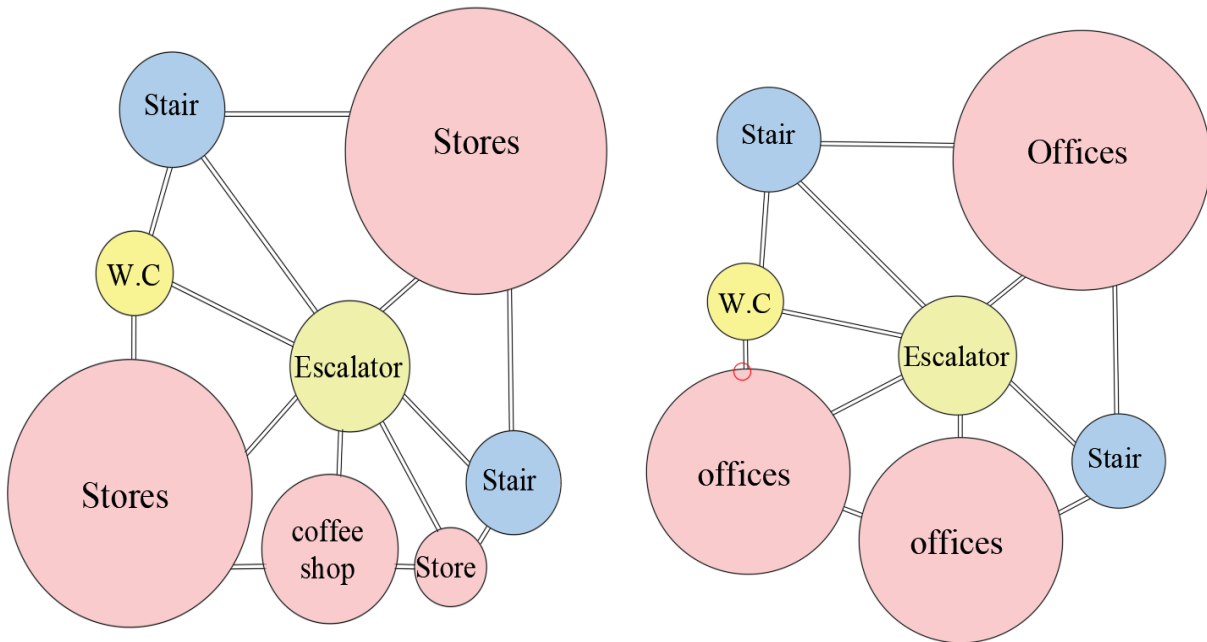 Stair
Stores
W.C
Escalator
Stores
Stair
coffee
shop
Store
Stair
Offices
W.C
Escalator
offices
Stair
offices